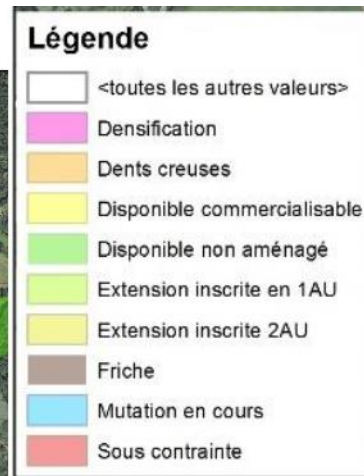 Légende
<toutes les autres valeurs>
Densification
Dents creuses
Disponible commercialisable
Disponible non aménagé
Extension inscrite en 1AU
Extension inscrite 2AU
Friche
Mutation en cours
Sous contrainte